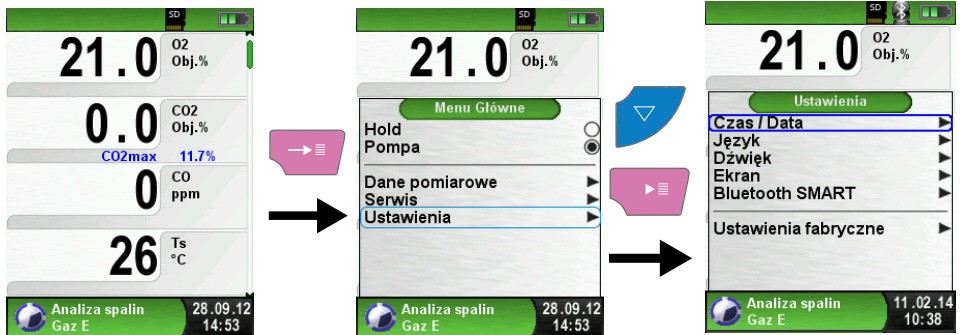 SD
21.0 O2 Obj.%
0.0 CO2 Obj.%
CO2max 11.7%
0 CO ppm
26 Ts °C
Analiza spalin 28.09.12
Gaz E 14:53
SD
21.0 O2 Obj.%
Menu Główne
Hold
Pompa
Dane pomiarowe
Serwis
Ustawienia
Analiza spalin 28.09.12
Gaz E 14:53
SD
21.0 O2 Obj.%
Ustawienia
Czas / Data
Język
Dźwięk
Ekran
Bluetooth SMART
Ustawienia fabryczne
Analiza spalin 11.02.14
Gaz E 10:38